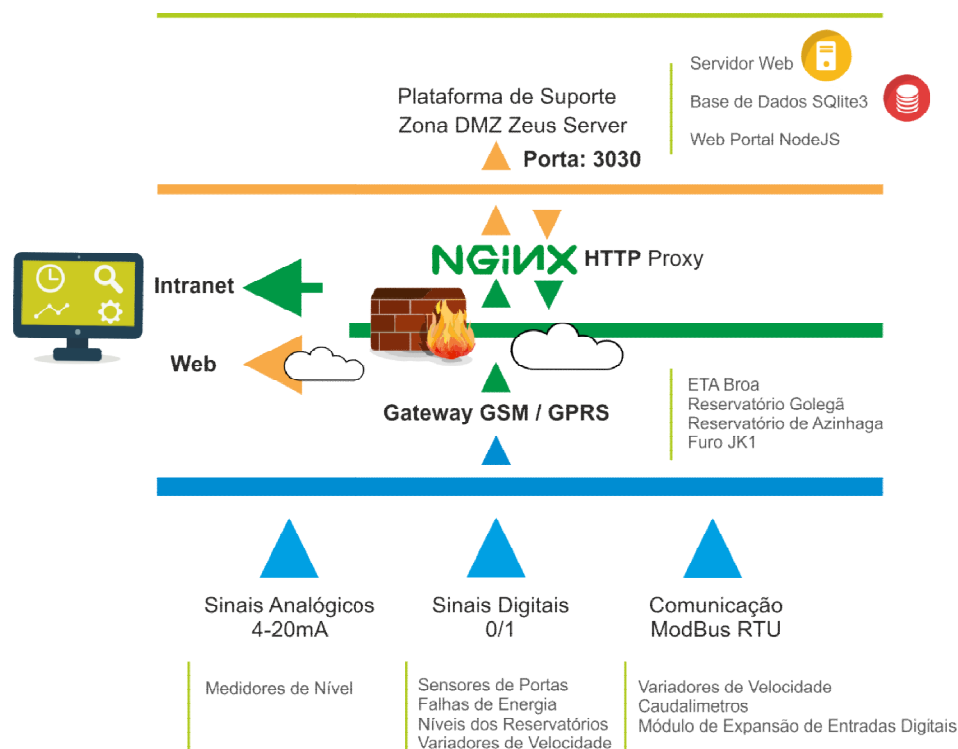 Servidor Web
Plataforma de Suporte
Base de Dados SQlite3
Zona DMZ Zeus Server
Web Portal NodeJS
Porta: 3030
NGiNX HTTP Proxy
Intranet
Web
ETA Broa
Gateway GSM / GPRS
Reservatório Golegã
Reservatório de Azinhaga
Furo JK1
Sinais Analógicos
4-20mA
Sinais Digitais
0/1
Comunicação
ModBus RTU
Medidores de Nível
Sensores de Portas
Falhas de Energia
Níveis dos Reservatórios
Variadores de Velocidade
Variadores de Velocidade
Caudalimetros
Módulo de Expansão de Entradas Digitais